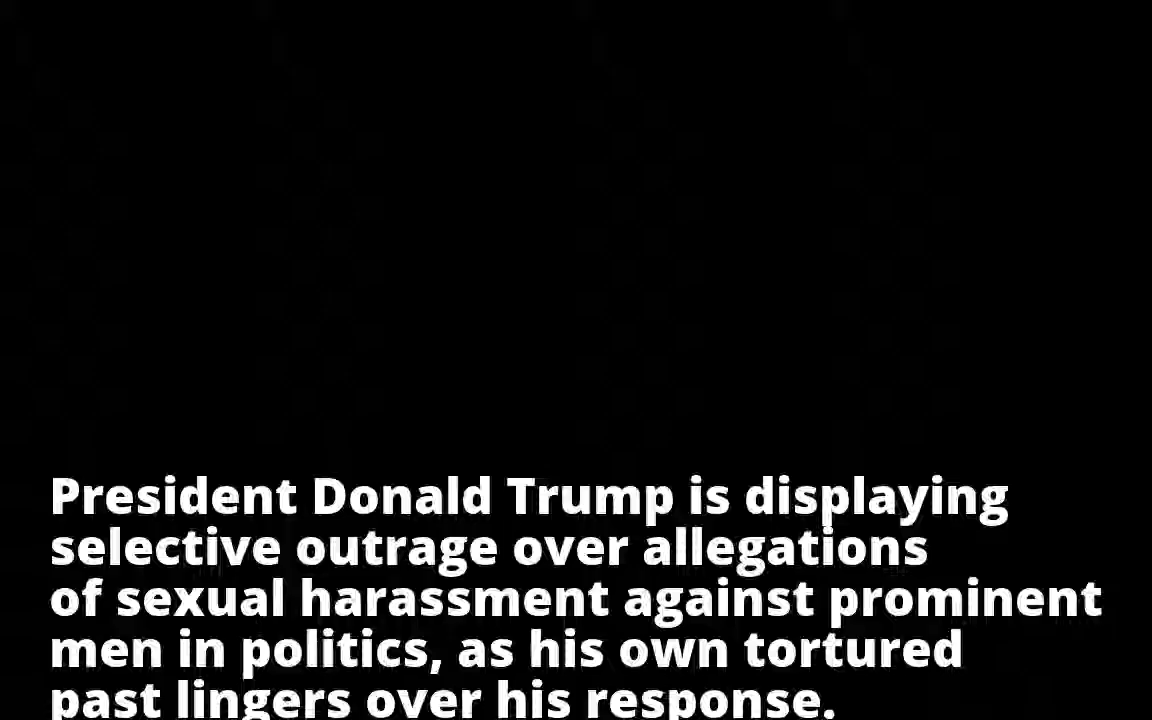 President Donald Trump is displaying
selective outrage over allegations
of sexual harassment against prominent
men in politics, as his own tortured
past lingers over his response.